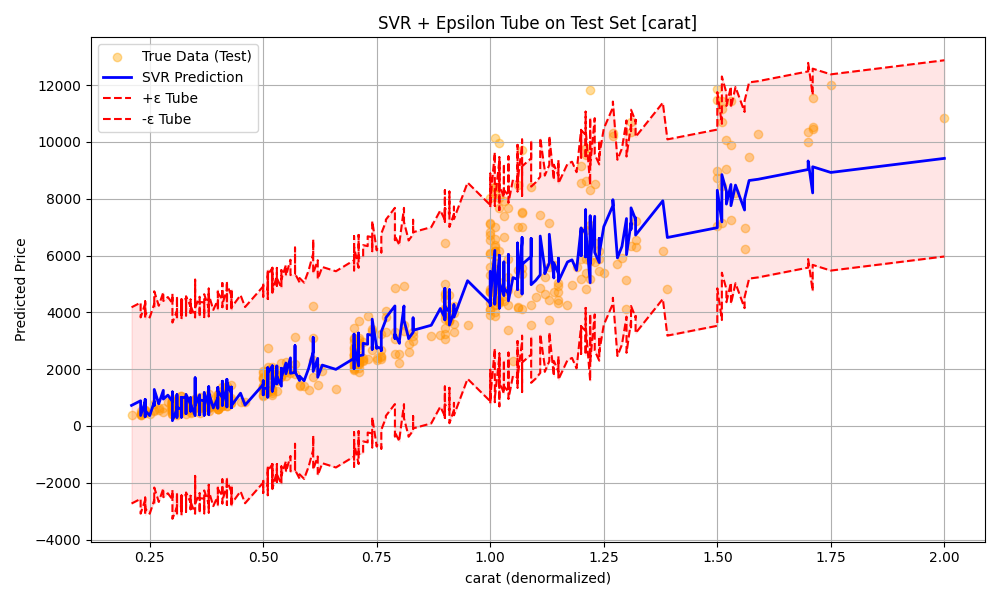 SVR + Epsilon Tube on Test Set [carat]
True Data (Test)
SVR Prediction
+ε Tube
-ε Tube
Predicted Price
12000
10000
8000
6000
4000
2000
0
−2000
−4000
0.25
0.50
0.75
1.00
1.25
1.50
1.75
2.00
carat (denormalized)